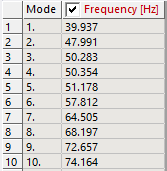 Mode Frequency [Hz]
1 1. 39.937
2 2. 47.991
3 3. 50.283
4 4. 50.354
5 5. 51.178
6 6. 57.812
7 7. 64.505
8 8. 68.197
9 9. 72.657
10 10. 74.164